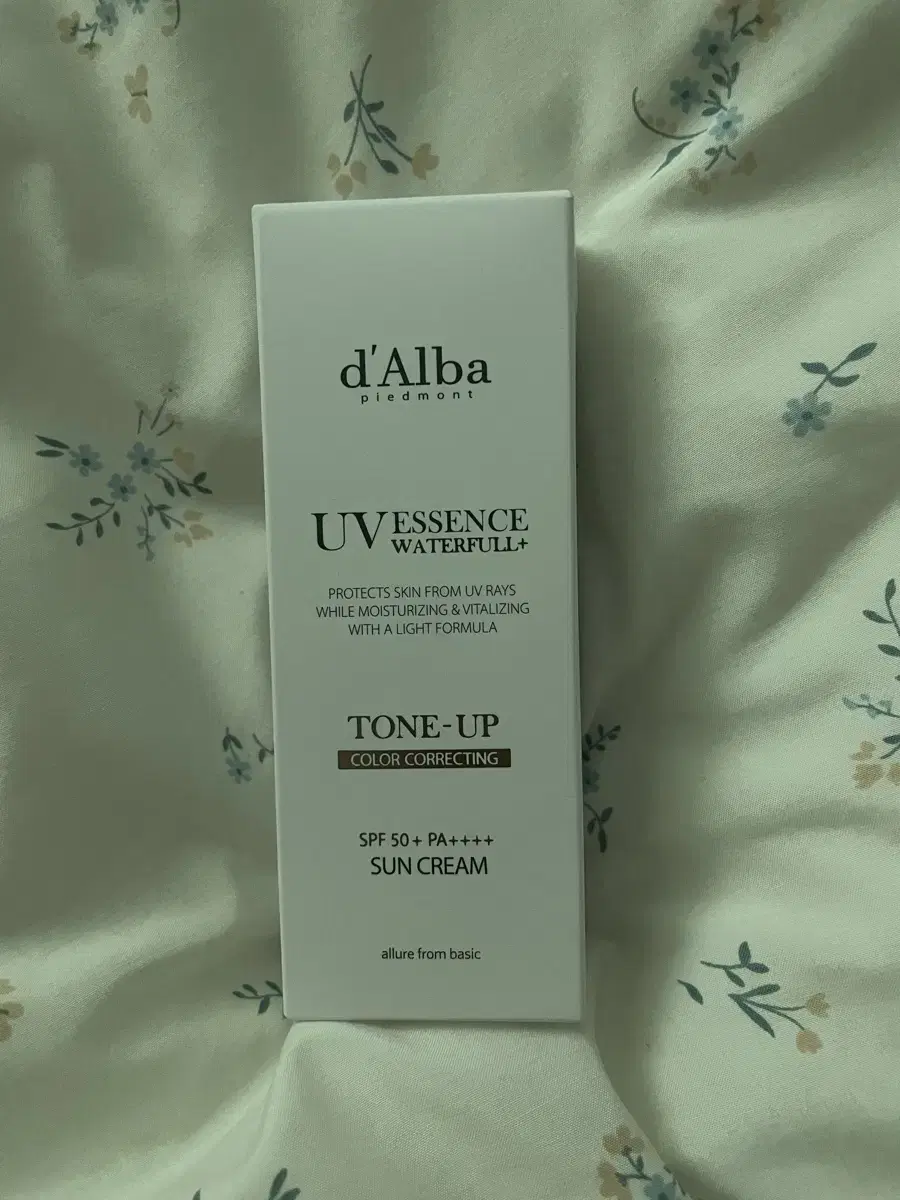 d'Alba
piedmont
UV ESSENCE
WATERFULL+
PROTECTS SKIN FROM UV RAYS
WHILE MOISTURIZING & VITALIZING
WITH A LIGHT FORMULA
TONE-UP
COLOR CORRECTING
SPF 50+ PA++++
SUN CREAM
allure from basic